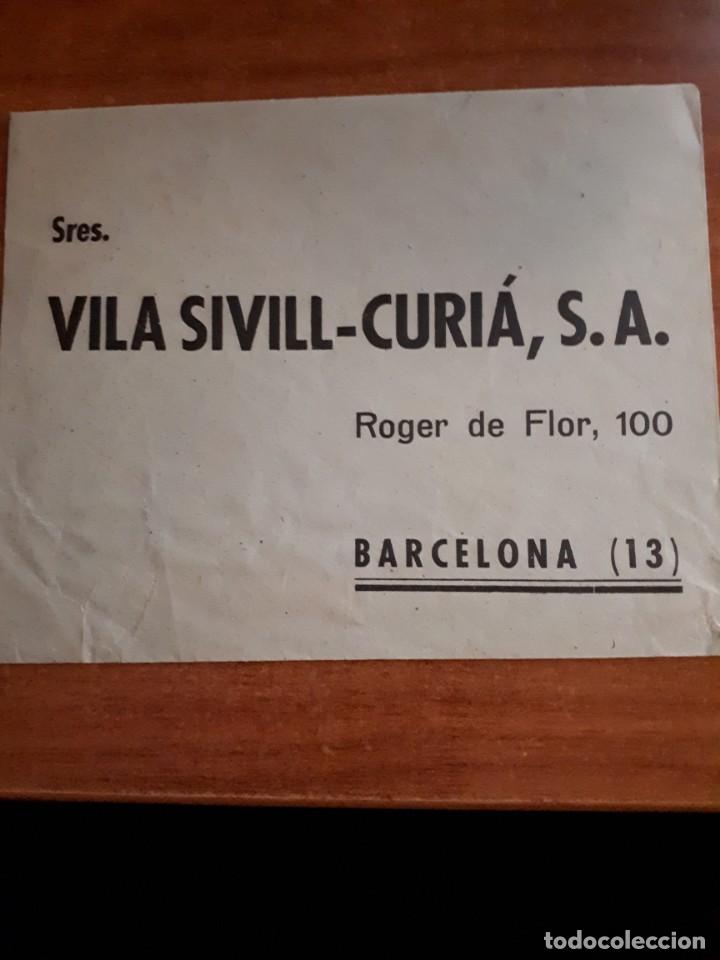 Sres.
VILA SIVILL-CURIÁ, S.A.
Roger de Flor, 100
BARCELONA (13)
todocoleccion